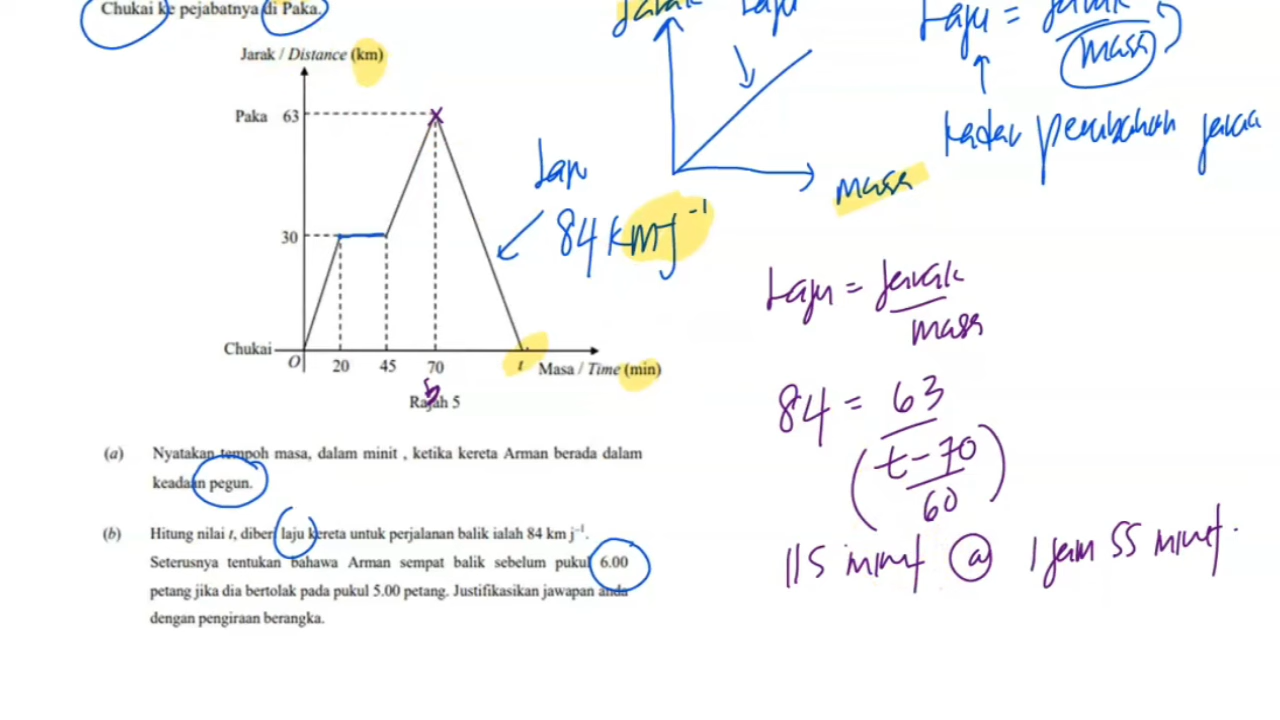 Chukai ke pejabatnya di Paka.
Jarak Laju
Laju = jarak
masa
kadar perubahan jarak
Jarak / Distance (km)
Paka 63
30
Chukai
O 20 45 70 t Masa / Time (min)
Rajah 5
Laju
84 kmj⁻¹
masa
Laju = jarak
masa
84 = 63
(t - 70
60)
115 minit @ 1 jam 55 minit.
(a) Nyatakan tempoh masa, dalam minit , ketika kereta Arman berada dalam
keadaan pegun.
(b) Hitung nilai t, diberi laju kereta untuk perjalanan balik ialah 84 km j⁻¹.
Seterusnya tentukan bahawa Arman sempat balik sebelum pukul 6.00
petang jika dia bertolak pada pukul 5.00 petang. Justifikasikan jawapan anda
dengan pengiraan berangka.